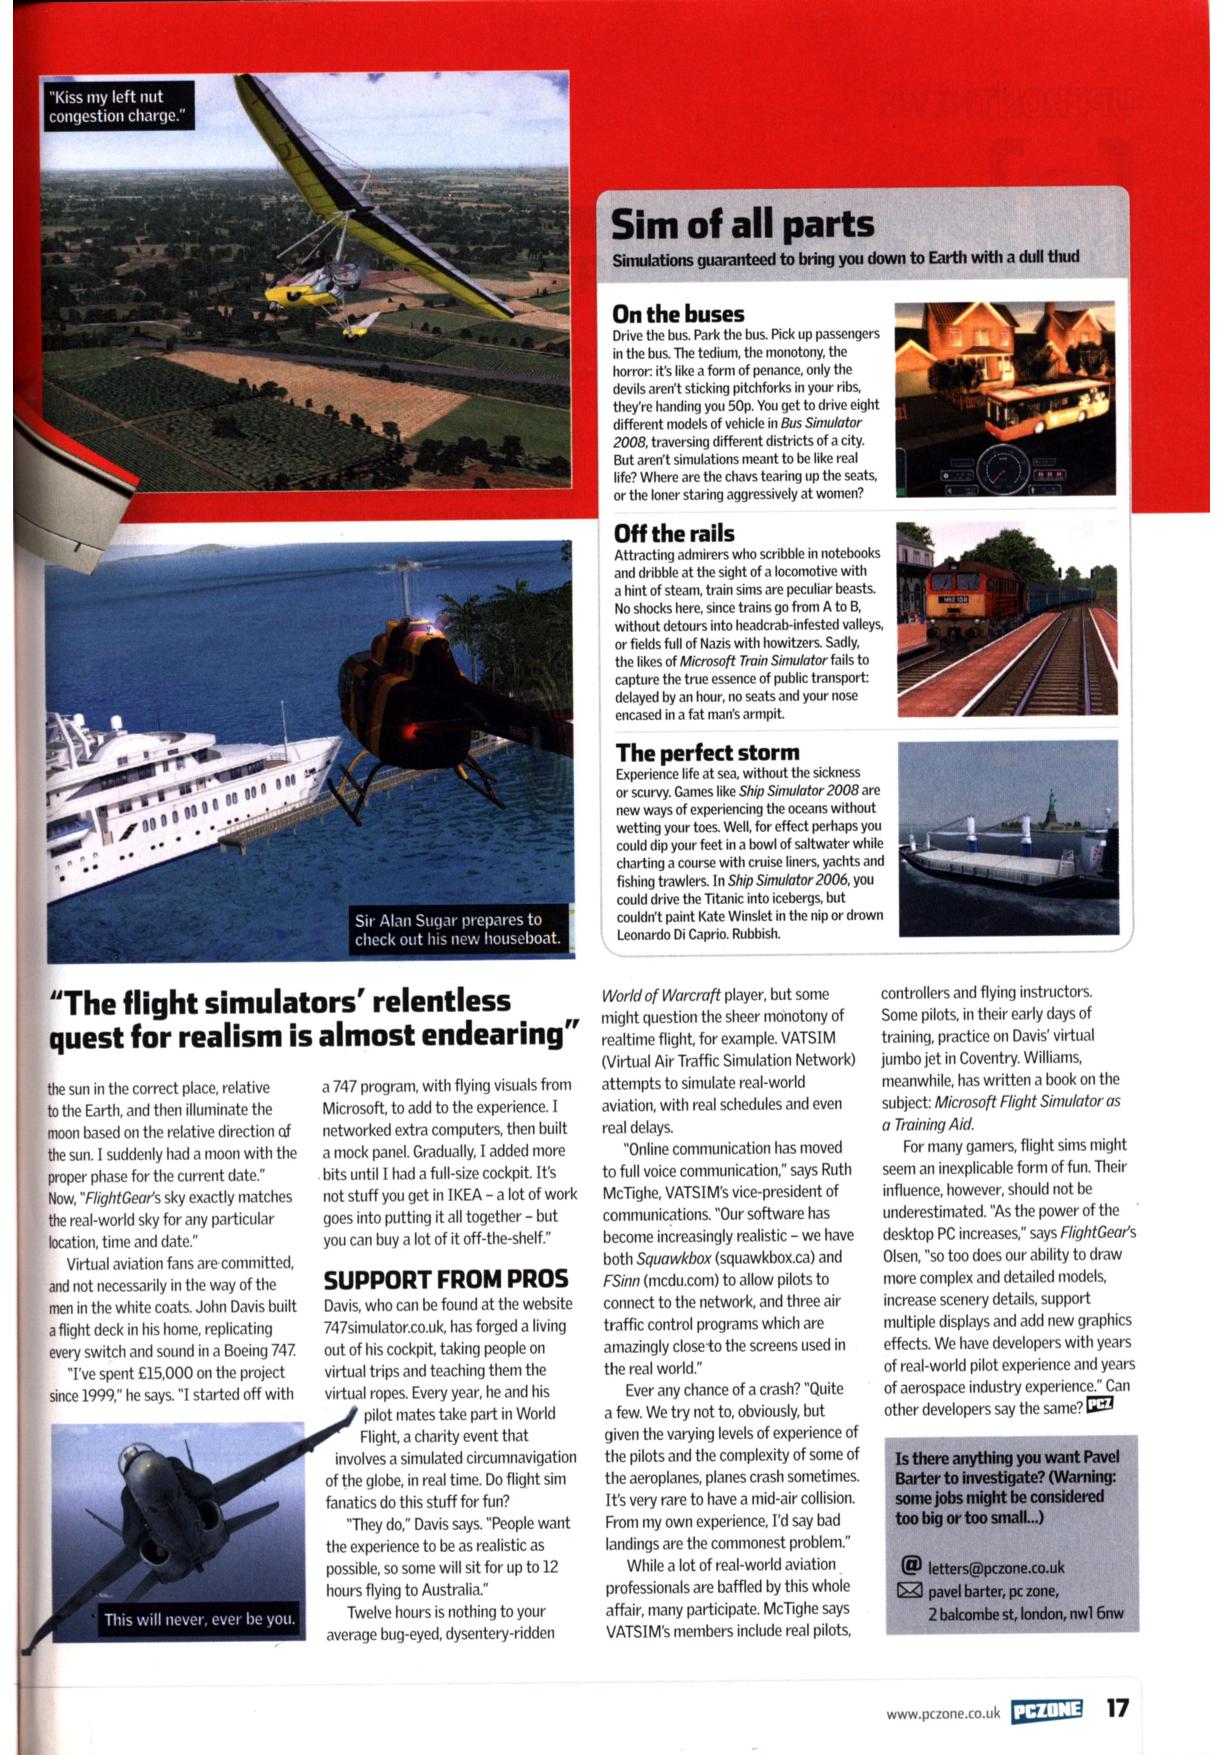 "Kiss my left nut
congestion charge."
Sim of all parts
Simulations guaranteed to bring you down to Earth with a dull thud
On the buses
Drive the bus. Park the bus. Pick up passengers
in the bus. The tedium, the monotony, the
horror: it's like a form of penance, only the
devils aren't sticking pitchforks in your ribs,
they're handing you 50p. You get to drive eight
different models of vehicle in Bus Simulator
2008, traversing different districts of a city.
But aren't simulations meant to be like real
life? Where are the chavs tearing up the seats,
or the loner staring aggressively at women?
Off the rails
Attracting admirers who scribble in notebooks
and dribble at the sight of a locomotive with
a hint of steam, train sims are peculiar beasts.
No shocks here, since trains go from A to B,
without detours into headcrab-infested valleys,
or fields full of Nazis with howitzers. Sadly,
the likes of Microsoft Train Simulator fails to
capture the true essence of public transport:
delayed by an hour, no seats and your nose
encased in a fat man's armpit.
The perfect storm
Experience life at sea, without the sickness
or scurvy. Games like Ship Simulator 2008 are
new ways of experiencing the oceans without
wetting your toes. Well, for effect perhaps you
could dip your feet in a bowl of saltwater while
charting a course with cruise liners, yachts and
fishing trawlers. In Ship Simulator 2006, you
could drive the Titanic into icebergs, but
couldn't paint Kate Winslet in the nip or drown
Leonardo Di Caprio. Rubbish.
Sir Alan Sugar prepares to
check out his new houseboat.
"The flight simulators' relentless
quest for realism is almost endearing"
the sun in the correct place, relative
to the Earth, and then illuminate the
moon based on the relative direction of
the sun. I suddenly had a moon with the
proper phase for the current date."
Now, "FlightGear's sky exactly matches
the real-world sky for any particular
location, time and date."
Virtual aviation fans are committed,
and not necessarily in the way of the
men in the white coats. John Davis built
a flight deck in his home, replicating
every switch and sound in a Boeing 747.
"I've spent £15,000 on the project
since 1999," he says. "I started off with
This will never, ever be you.
a 747 program, with flying visuals from
Microsoft, to add to the experience. I
networked extra computers, then built
a mock panel. Gradually, I added more
bits until I had a full-size cockpit. It's
not stuff you get in IKEA – a lot of work
goes into putting it all together – but
you can buy a lot of it off-the-shelf."
SUPPORT FROM PROS
Davis, who can be found at the website
747simulator.co.uk, has forged a living
out of his cockpit, taking people on
virtual trips and teaching them the
virtual ropes. Every year, he and his
pilot mates take part in World
Flight, a charity event that
involves a simulated circumnavigation
of the globe, in real time. Do flight sim
fanatics do this stuff for fun?
"They do," Davis says. "People want
the experience to be as realistic as
possible, so some will sit for up to 12
hours flying to Australia."
Twelve hours is nothing to your
average bug-eyed, dysentery-ridden
World of Warcraft player, but some
might question the sheer monotony of
realtime flight, for example. VATSIM
(Virtual Air Traffic Simulation Network)
attempts to simulate real-world
aviation, with real schedules and even
real delays.
"Online communication has moved
to full voice communication," says Ruth
McTighe, VATSIM's vice-president of
communications. "Our software has
become increasingly realistic – we have
both Squawkbox (squawkbox.ca) and
FSinn (mcdu.com) to allow pilots to
connect to the network, and three air
traffic control programs which are
amazingly close to the screens used in
the real world."
Ever any chance of a crash? "Quite
a few. We try not to, obviously, but
given the varying levels of experience of
the pilots and the complexity of some of
the aeroplanes, planes crash sometimes.
It's very rare to have a mid-air collision.
From my own experience, I'd say bad
landings are the commonest problem."
While a lot of real-world aviation
professionals are baffled by this whole
affair, many participate. McTighe says
VATSIM's members include real pilots,
controllers and flying instructors.
Some pilots, in their early days of
training, practice on Davis' virtual
jumbo jet in Coventry. Williams,
meanwhile, has written a book on the
subject: Microsoft Flight Simulator as
a Training Aid.
For many gamers, flight sims might
seem an inexplicable form of fun. Their
influence, however, should not be
underestimated. "As the power of the
desktop PC increases," says FlightGear's
Olsen, "so too does our ability to draw
more complex and detailed models,
increase scenery details, support
multiple displays and add new graphics
effects. We have developers with years
of real-world pilot experience and years
of aerospace industry experience." Can
other developers say the same? PCZ
Is there anything you want Pavel
Barter to investigate? (Warning:
some jobs might be considered
too big or too small...)
@ letters@pczone.co.uk
pavel barter, pc zone,
2 balcombe st, london, nw1 6nw
www.pczone.co.uk PCZONE 17